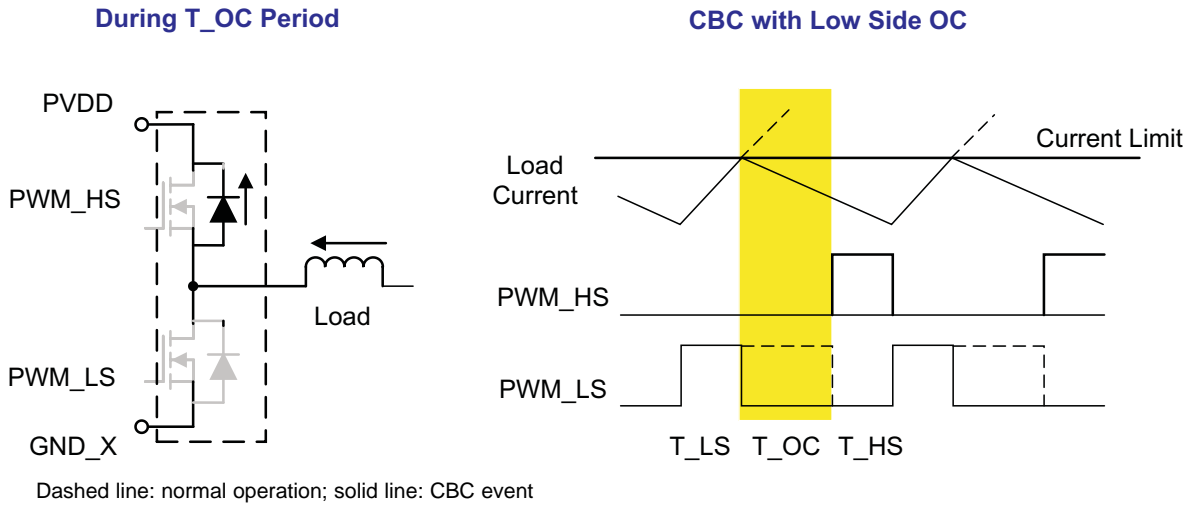 During T_OC Period
CBC with Low Side OC
PVDD
PWM_HS
Load
PWM_LS
GND_X
Load
Current
Current Limit
PWM_HS
PWM_LS
T_LS T_OC T_HS
Dashed line: normal operation; solid line: CBC event